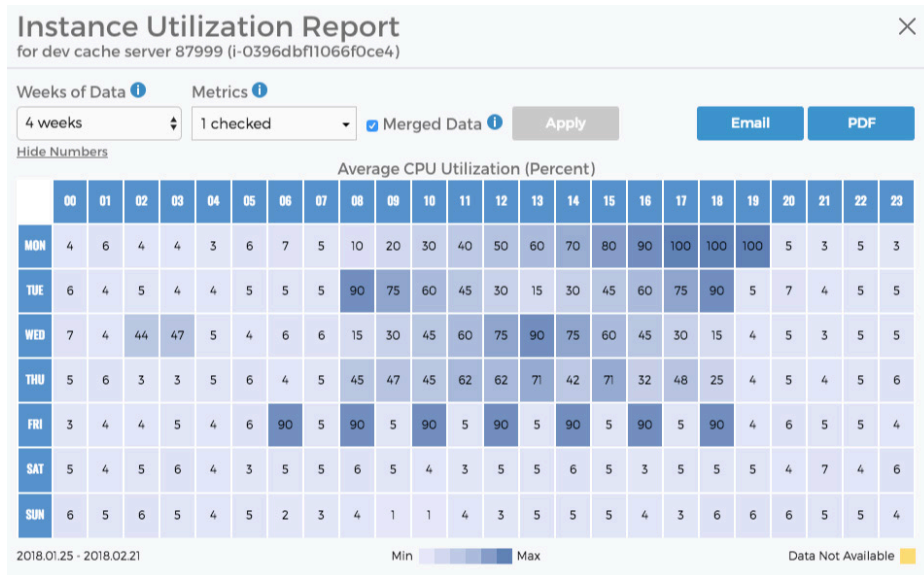 Instance Utilization Report
for dev cache server 87999 (i-0396dbf11066f0ce4)
Weeks of Data Metrics
4 weeks 1 checked Merged Data Apply Email PDF
Hide Numbers
Average CPU Utilization (Percent)
00 01 02 03 04 05 06 07 08 09 10 11 12 13 14 15 16 17 18 19 20 21 22 23
MON 4 6 4 4 3 6 7 5 10 20 30 40 50 60 70 80 90 100 100 100 5 3 5 3
TUE 6 4 5 4 4 5 5 5 90 75 60 45 30 15 30 45 60 75 90 5 7 4 5 5
WED 7 4 44 47 5 4 6 6 15 30 45 60 75 90 75 60 45 30 15 4 5 3 5 5
THU 5 6 3 3 5 6 4 5 45 47 45 62 62 71 42 71 32 48 25 4 5 4 5 6
FRI 3 4 4 5 4 6 90 5 90 5 90 5 90 5 90 5 90 5 90 4 6 5 5 4
SAT 5 4 5 6 4 3 5 5 6 5 4 3 5 5 6 5 3 5 5 5 4 7 4 6
SUN 6 5 6 5 4 5 2 3 4 1 1 4 3 5 5 5 4 3 6 6 6 5 5 4
2018.01.25 - 2018.02.21 Min Max Data Not Available